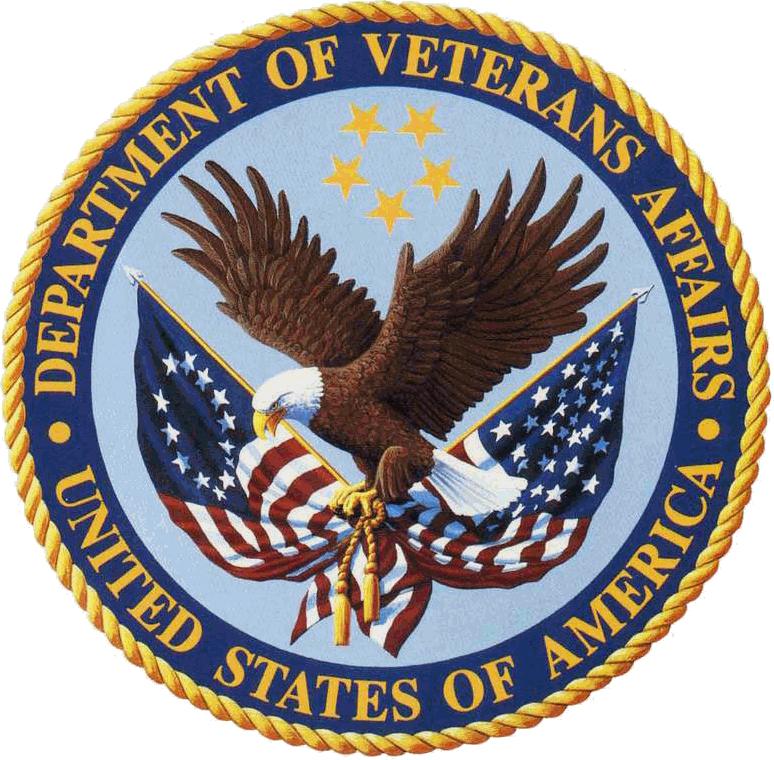 DEPARTMENT OF VETERANS AFFAIRS
UNITED STATES OF AMERICA